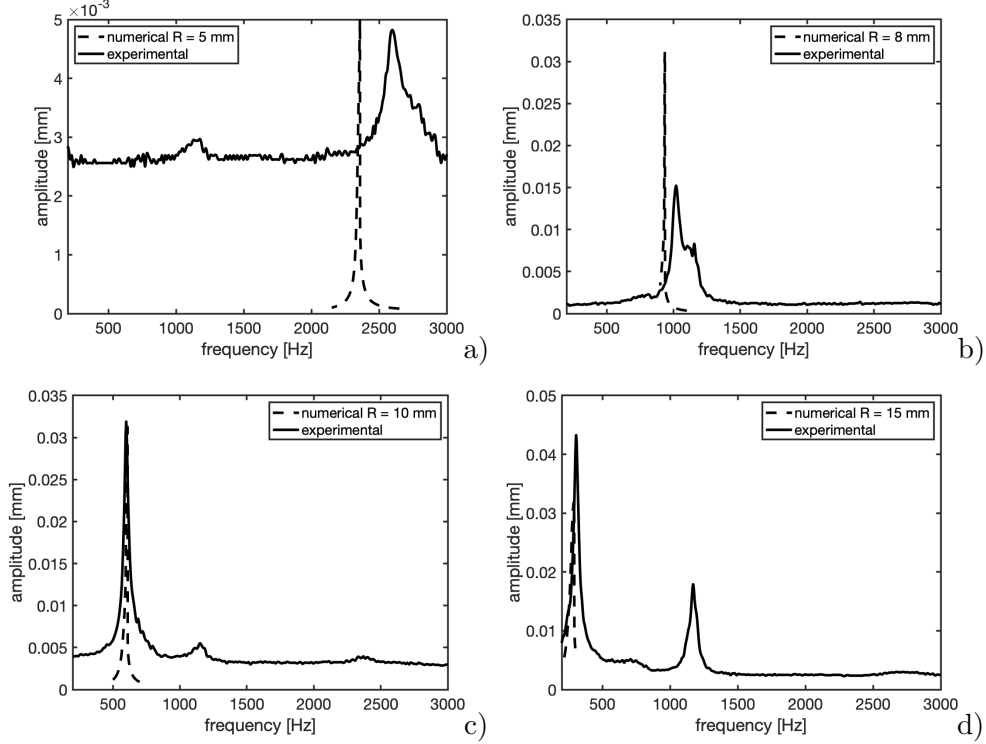 ×10⁻³
numerical R = 5 mm
experimental
5
4
3
2
1
0
amplitude [mm]
500 1000 1500 2000 2500 3000
frequency [Hz]
a)
numerical R = 8 mm
experimental
0.035
0.03
0.025
0.02
0.015
0.01
0.005
0
amplitude [mm]
500 1000 1500 2000 2500 3000
frequency [Hz]
b)
numerical R = 10 mm
experimental
0.035
0.03
0.025
0.02
0.015
0.01
0.005
0
amplitude [mm]
500 1000 1500 2000 2500 3000
frequency [Hz]
c)
numerical R = 15 mm
experimental
0.05
0.04
0.03
0.02
0.01
0
amplitude [mm]
500 1000 1500 2000 2500 3000
frequency [Hz]
d)